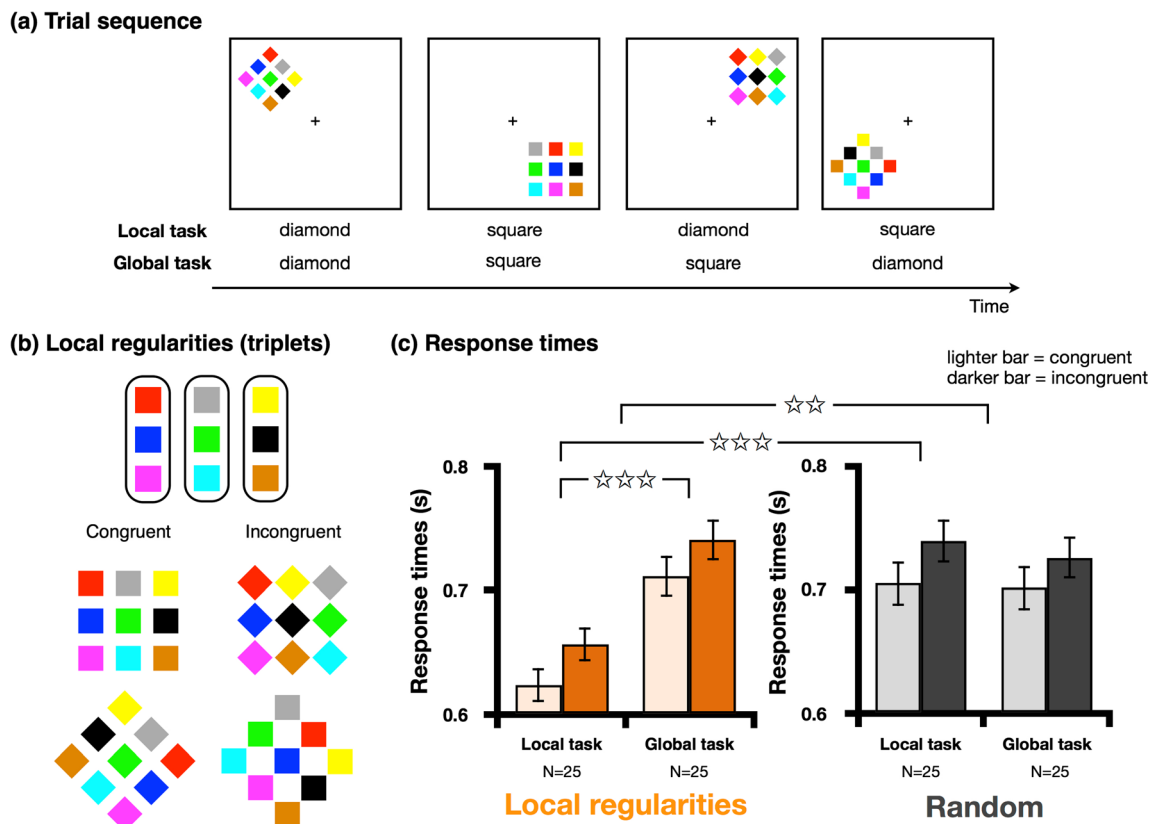 (a) Trial sequence
+ + + +
Local task diamond square diamond square
Global task diamond square square diamond
Time
(b) Local regularities (triplets)
Congruent Incongruent
(c) Response times
lighter bar = congruent
darker bar = incongruent
☆☆
☆☆☆
☆☆☆
Response times (s)
0.8
0.7
0.6
Local task Global task
N=25 N=25
Local regularities
Response times (s)
0.8
0.7
0.6
Local task Global task
N=25 N=25
Random